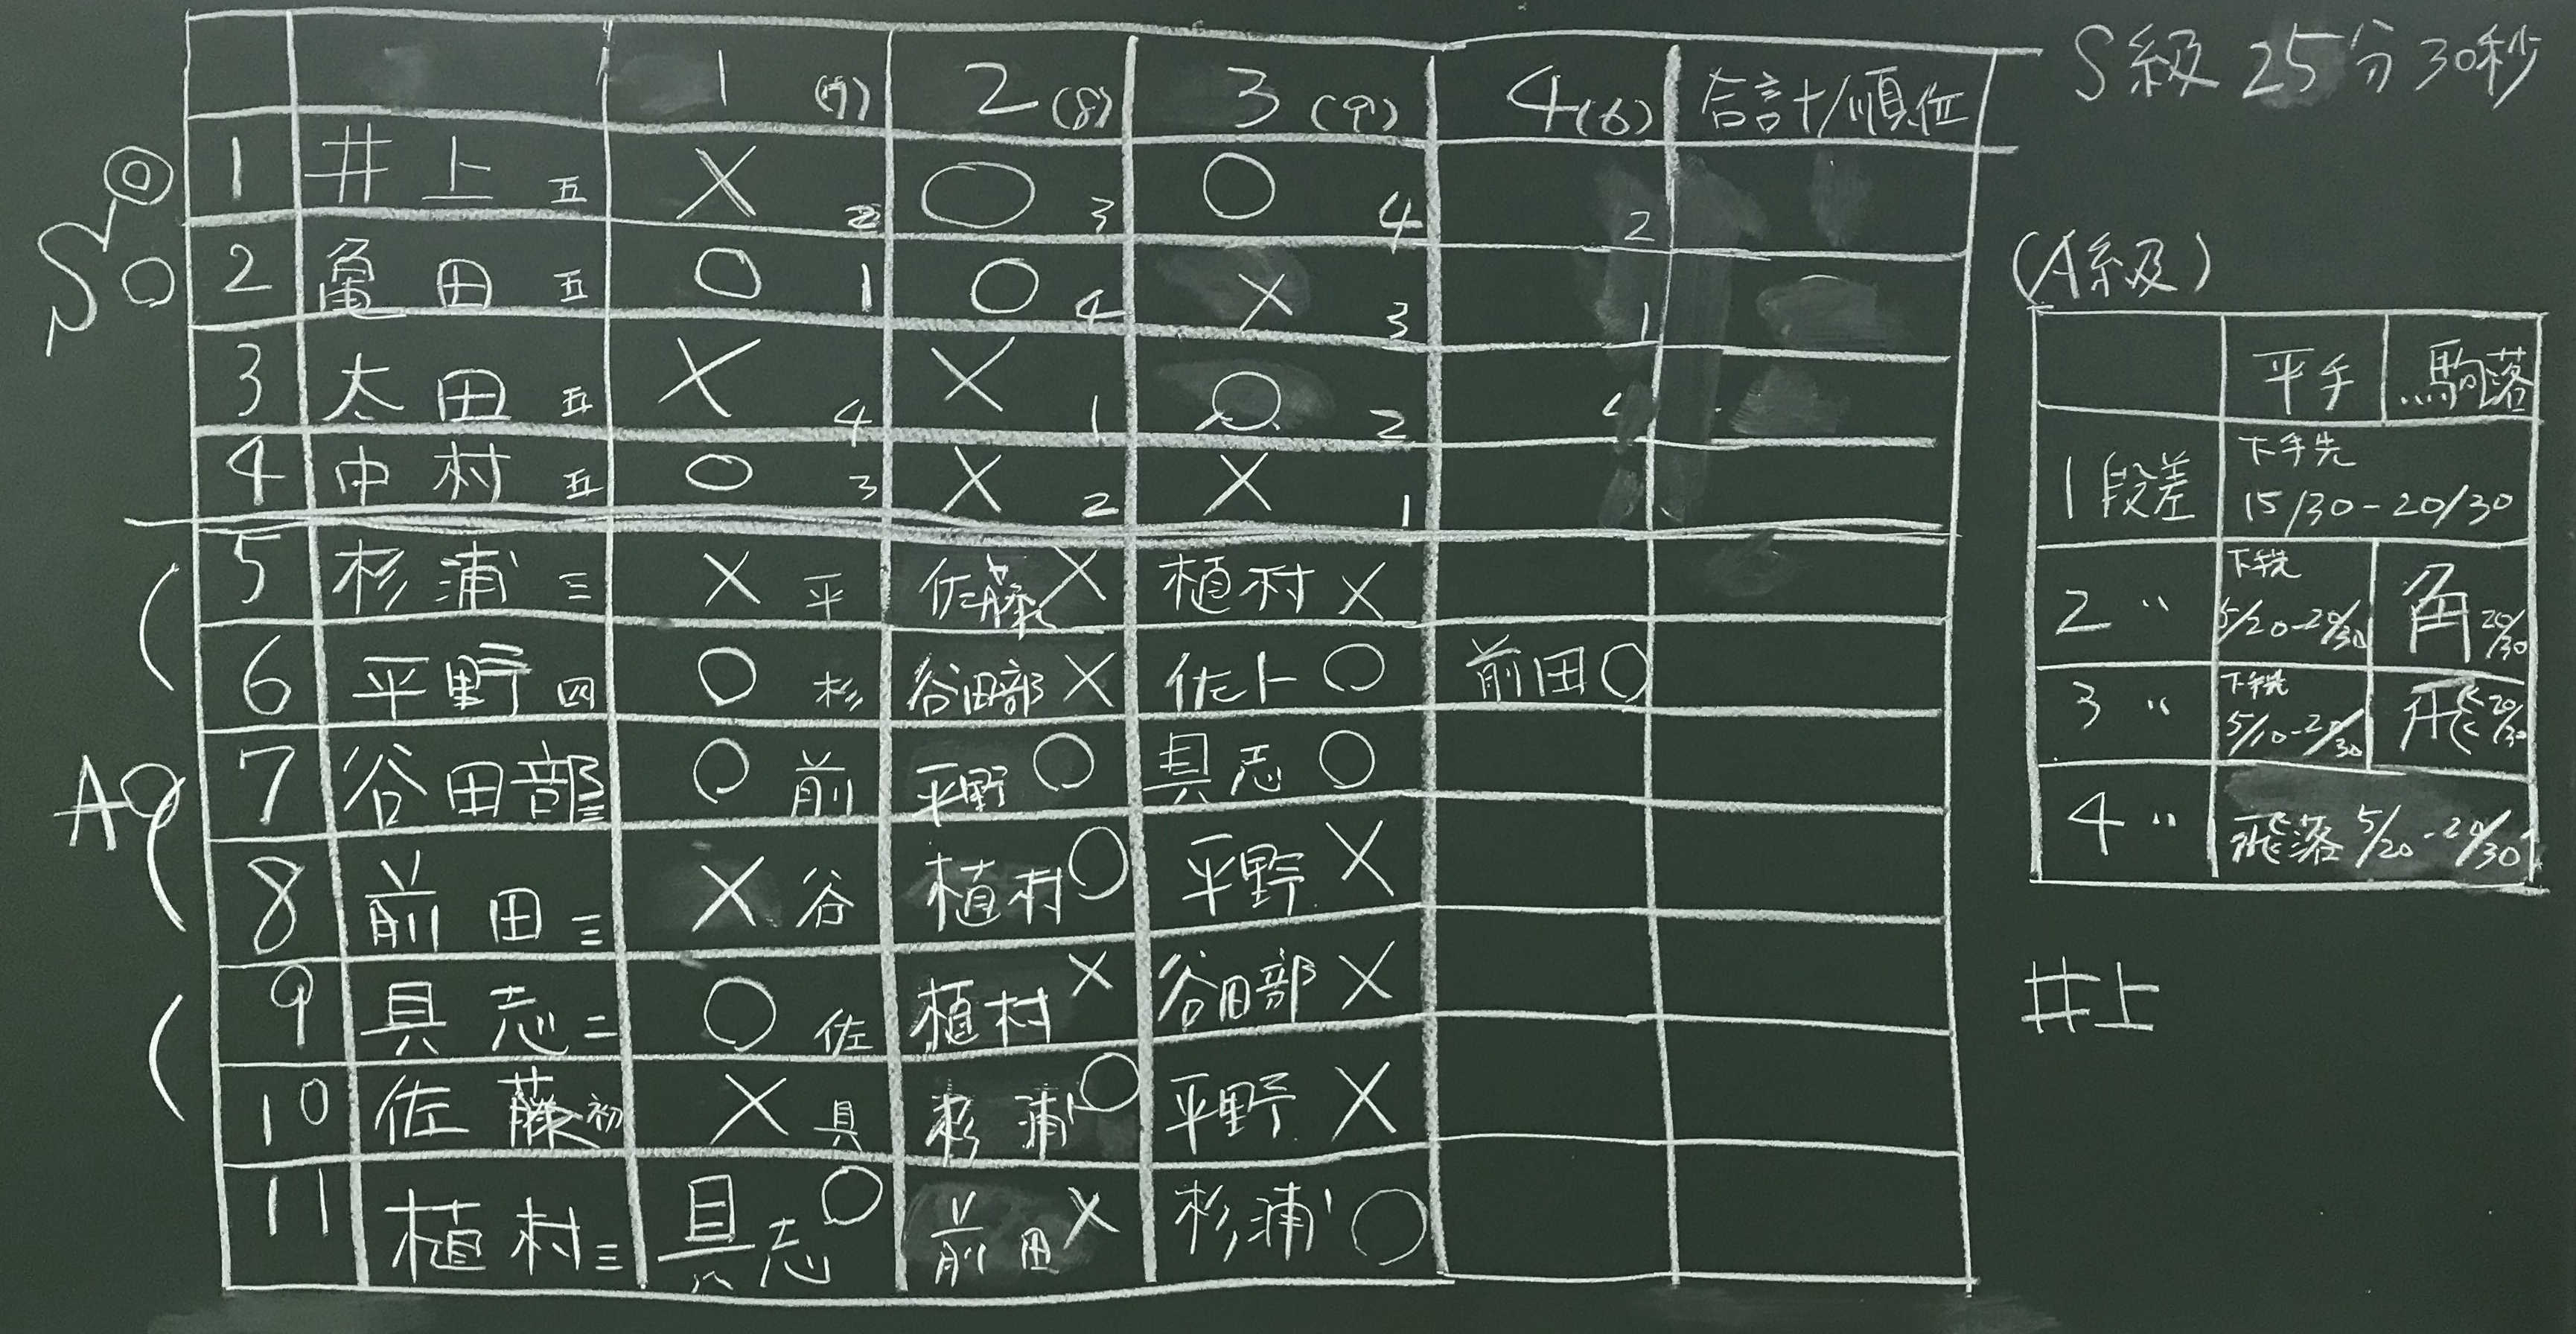 1 (7) 2 (8) 3 (9) 4 (6) 合計/順位
S級 25分30秒
S
1 井上 五 × 2 ○ 3 ○ 4 2
2 亀田 五 ○ 1 ○ 4 × 3 1
3 太田 五 × 4 × 1 ○ 2
4 中村 五 ○ 3 × 2 × 1
A
5 杉浦 三 × 平 佐藤 × 植村 ×
6 平野 四 ○ 杉 谷田部 × 佐ト ○ 前田 ○
7 谷田部 三 ○ 前 平野 ○ 具志 ○
8 前田 三 × 谷 植村 ○ 平野 ×
9 具志 二 ○ 佐 植村 × 谷田部 ×
10 佐藤 初 × 具 杉浦 ○ 平野 ×
11 植村 三 具志 ○ 前田 × 杉浦 ○
(A級)
平手 駒落
1段差 下手先
15/30-20/30
2 〃 下手先 5/20-20/30 角 20/30
3 〃 下手先 5/10-20/30 飛 20/30
4 〃 飛落 5/20-20/30
井上